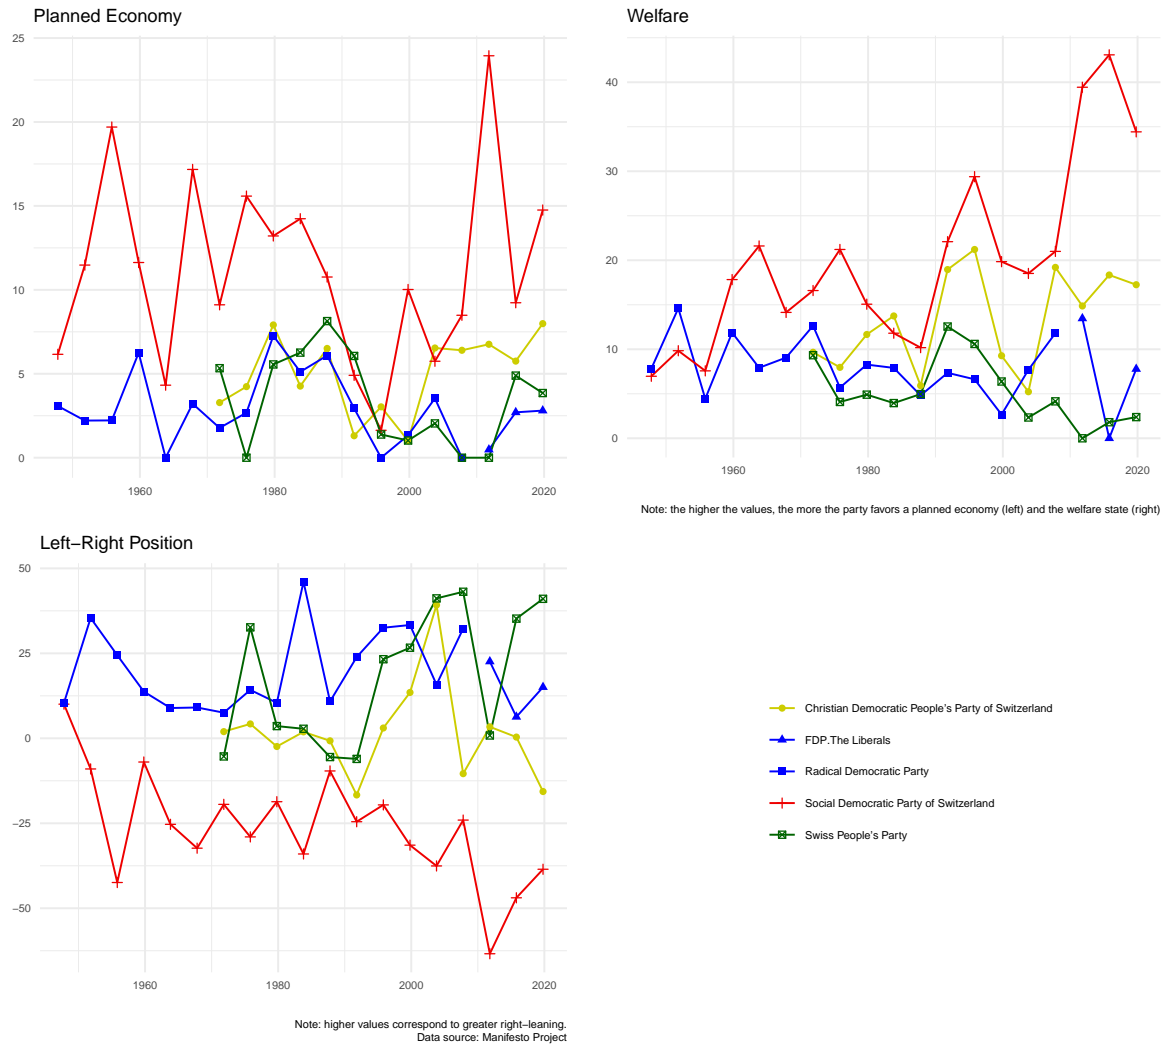 Planned Economy
25
20
15
10
5
0
1960
1980
2000
2020
Welfare
40
30
20
10
0
1960
1980
2000
2020
Note: the higher the values, the more the party favors a planned economy (left) and the welfare state (right)
Left−Right Position
50
25
0
−25
−50
1960
1980
2000
2020
Note: higher values correspond to greater right−leaning.
Data source: Manifesto Project
Christian Democratic People's Party of Switzerland
FDP.The Liberals
Radical Democratic Party
Social Democratic Party of Switzerland
Swiss People's Party